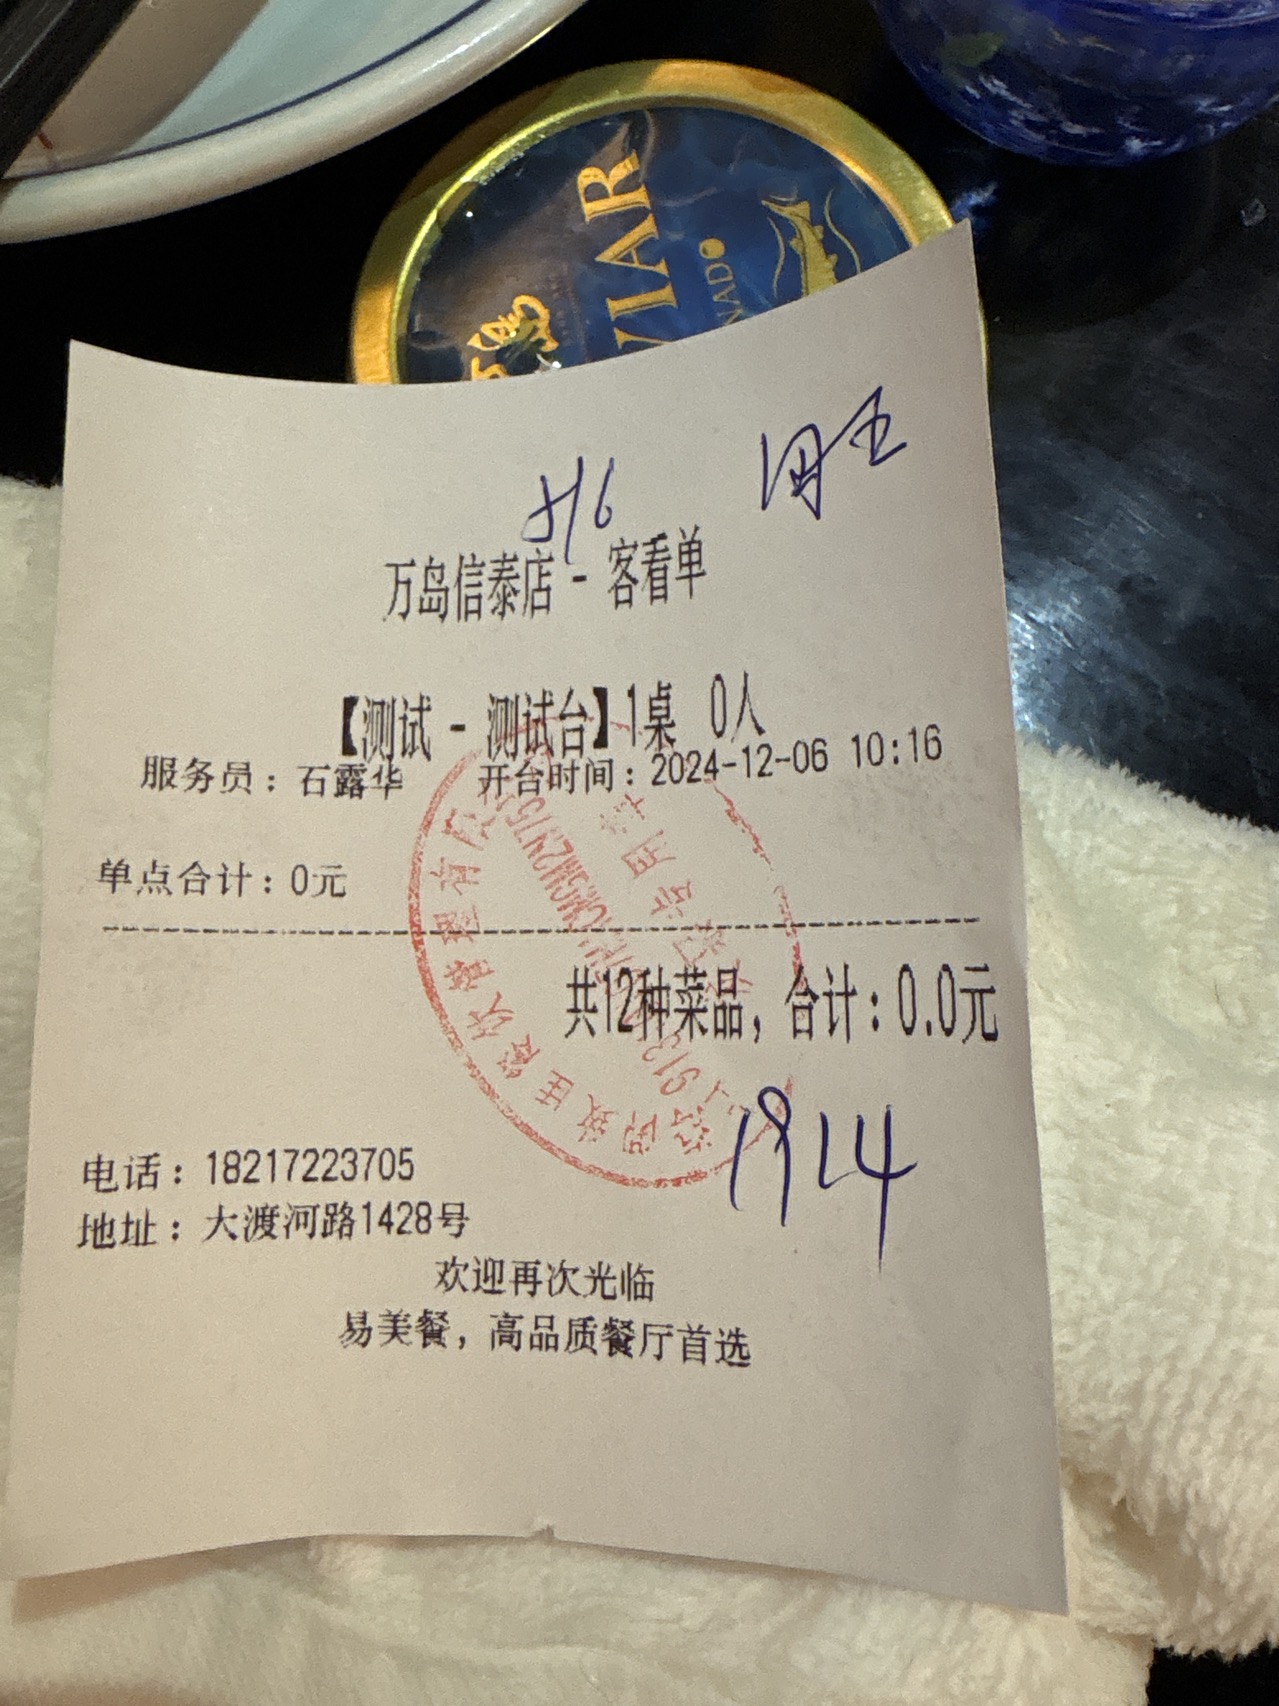 VIAR
NADO
万岛信泰店 - 客看单
【测试 - 测试台】1桌 0人
服务员：石露华 开台时间：2024-12-06 10:16
单点合计：0元
共12种菜品，合计：0.0元
1914
电话：18217223705
地址：大渡河路1428号
欢迎再次光临
易美餐，高品质餐厅首选